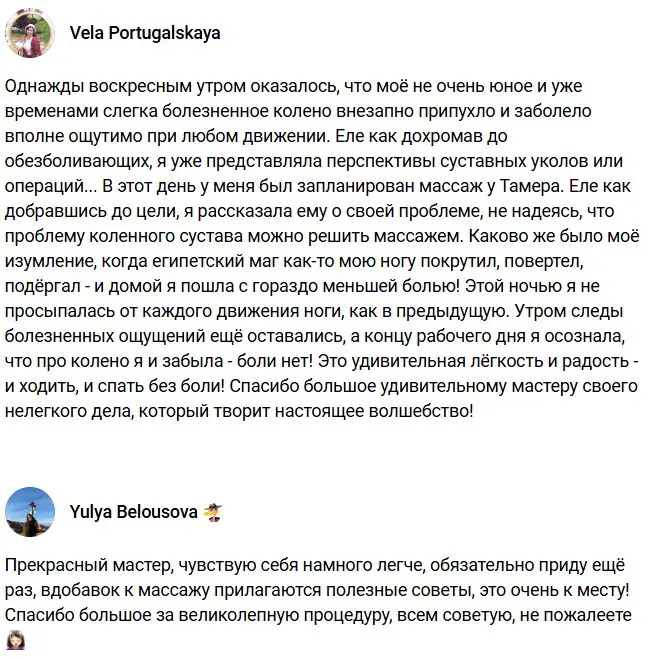 Vela Portugalskaya
Однажды воскресным утром оказалось, что моё не очень юное и уже
временами слегка болезненное колено внезапно припухло и заболело
вполне ощутимо при любом движении. Еле как дохромав до
обезболивающих, я уже представляла перспективы суставных уколов или
операций... В этот день у меня был запланирован массаж у Тамера. Еле как
добравшись до цели, я рассказала ему о своей проблеме, не надеясь, что
проблему коленного сустава можно решить массажем. Каково же было моё
изумление, когда египетский маг как-то мою ногу покрутил, повертел,
подёргал - и домой я пошла с гораздо меньшей болью! Этой ночью я не
просыпалась от каждого движения ноги, как в предыдущую. Утром следы
болезненных ощущений ещё оставались, а концу рабочего дня я осознала,
что про колено я и забыла - боли нет! Это удивительная лёгкость и радость -
и ходить, и спать без боли! Спасибо большое удивительному мастеру своего
нелегкого дела, который творит настоящее волшебство!
Yulya Belousova
Прекрасный мастер, чувствую себя намного легче, обязательно приду ещё
раз, вдобавок к массажу прилагаются полезные советы, это очень к месту!
Спасибо большое за великолепную процедуру, всем советую, не пожалеете